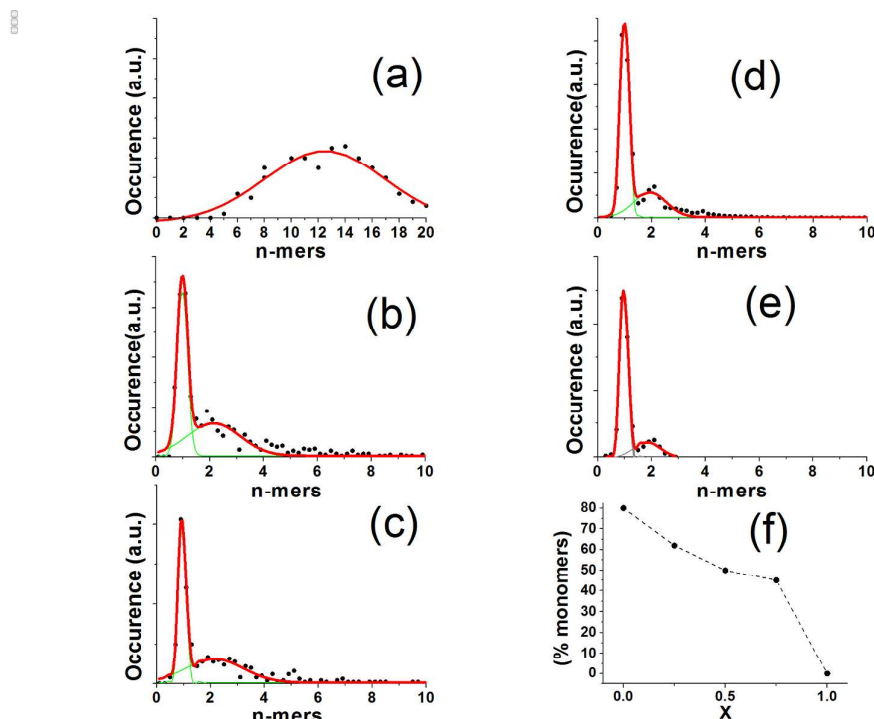 (a)
Occurence (a.u.)
0 2 4 6 8 10 12 14 16 18 20
n-mers
(b)
Occurence(a.u.)
0 2 4 6 8 10
n-mers
(c)
Occurence (a.u.)
0 2 4 6 8 10
n-mers
(d)
Ocuurence(a.u.)
0 2 4 6 8 10
n-mers
(e)
Occurence (a.u.)
0 2 4 6 8 10
n-mers
(f)
(% monomers)
80
70
60
50
40
30
20
10
0
0.0 0.5 1.0
X